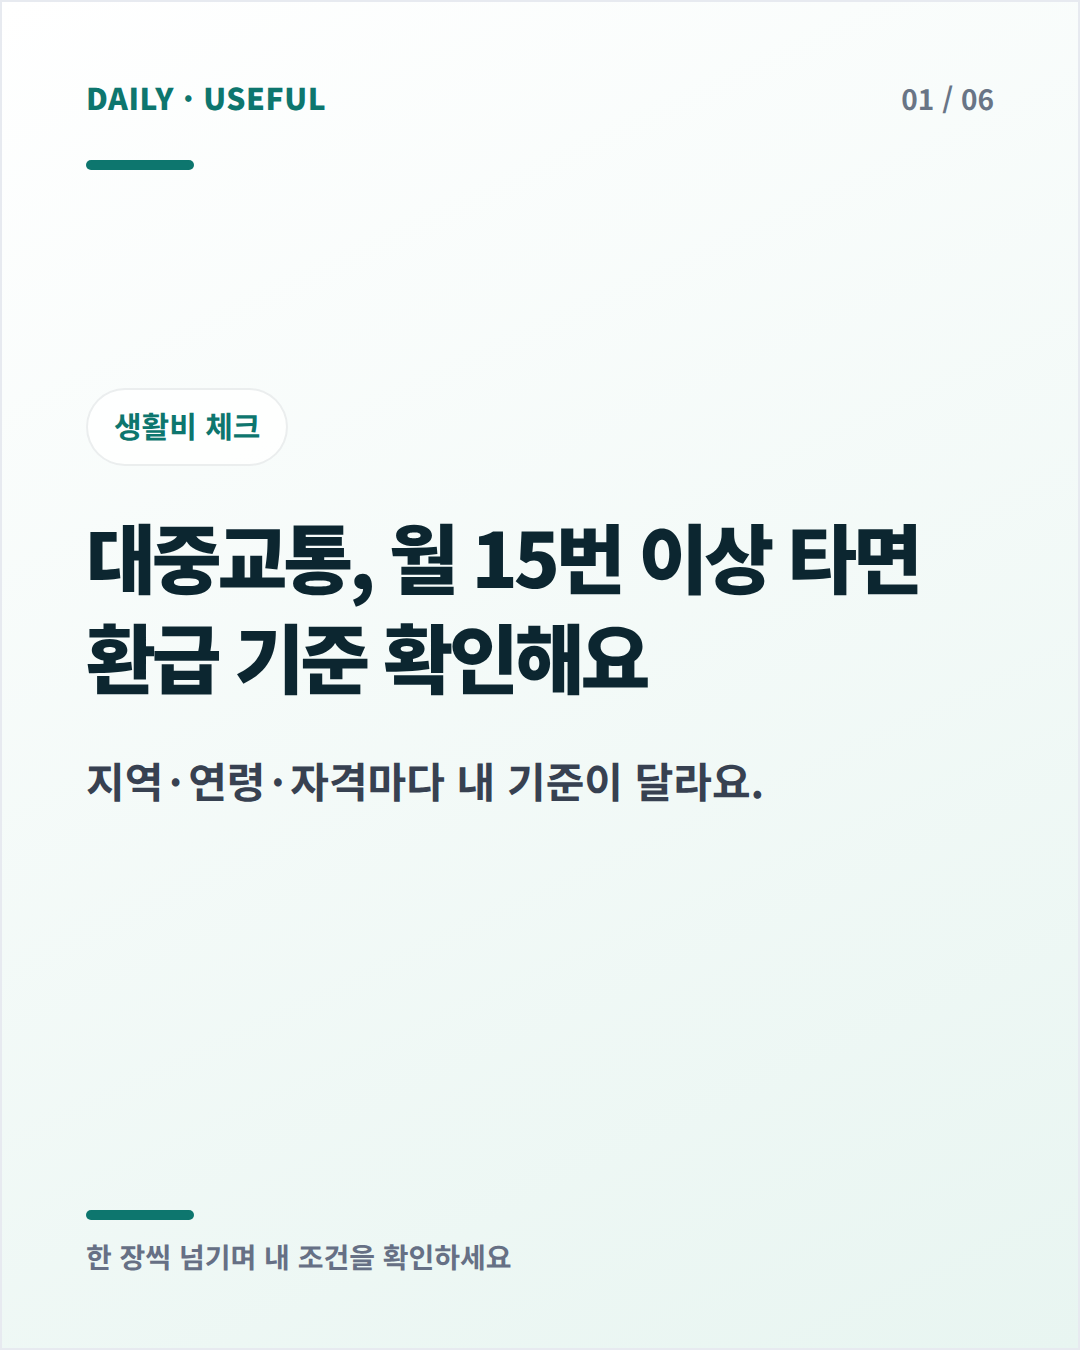 DAILY · USEFUL
01 / 06
생활비 체크
대중교통, 월 15번 이상 타면
환급 기준 확인해요
지역·연령·자격마다 내 기준이 달라요.
한 장씩 넘기며 내 조건을 확인하세요